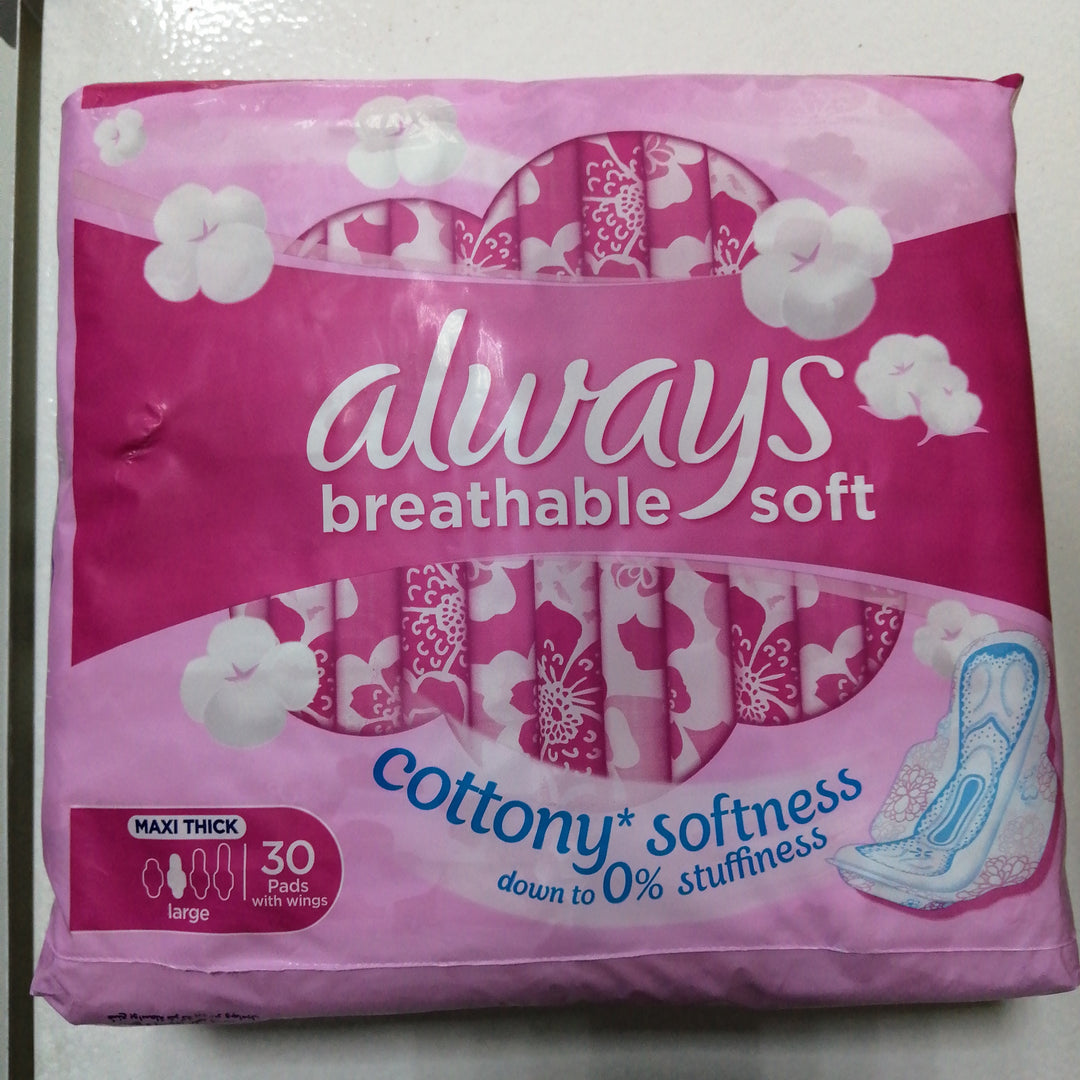 always
breathable soft
cottony* softness
down to 0% stuffiness
MAXI THICK
large
30
Pads
with wings